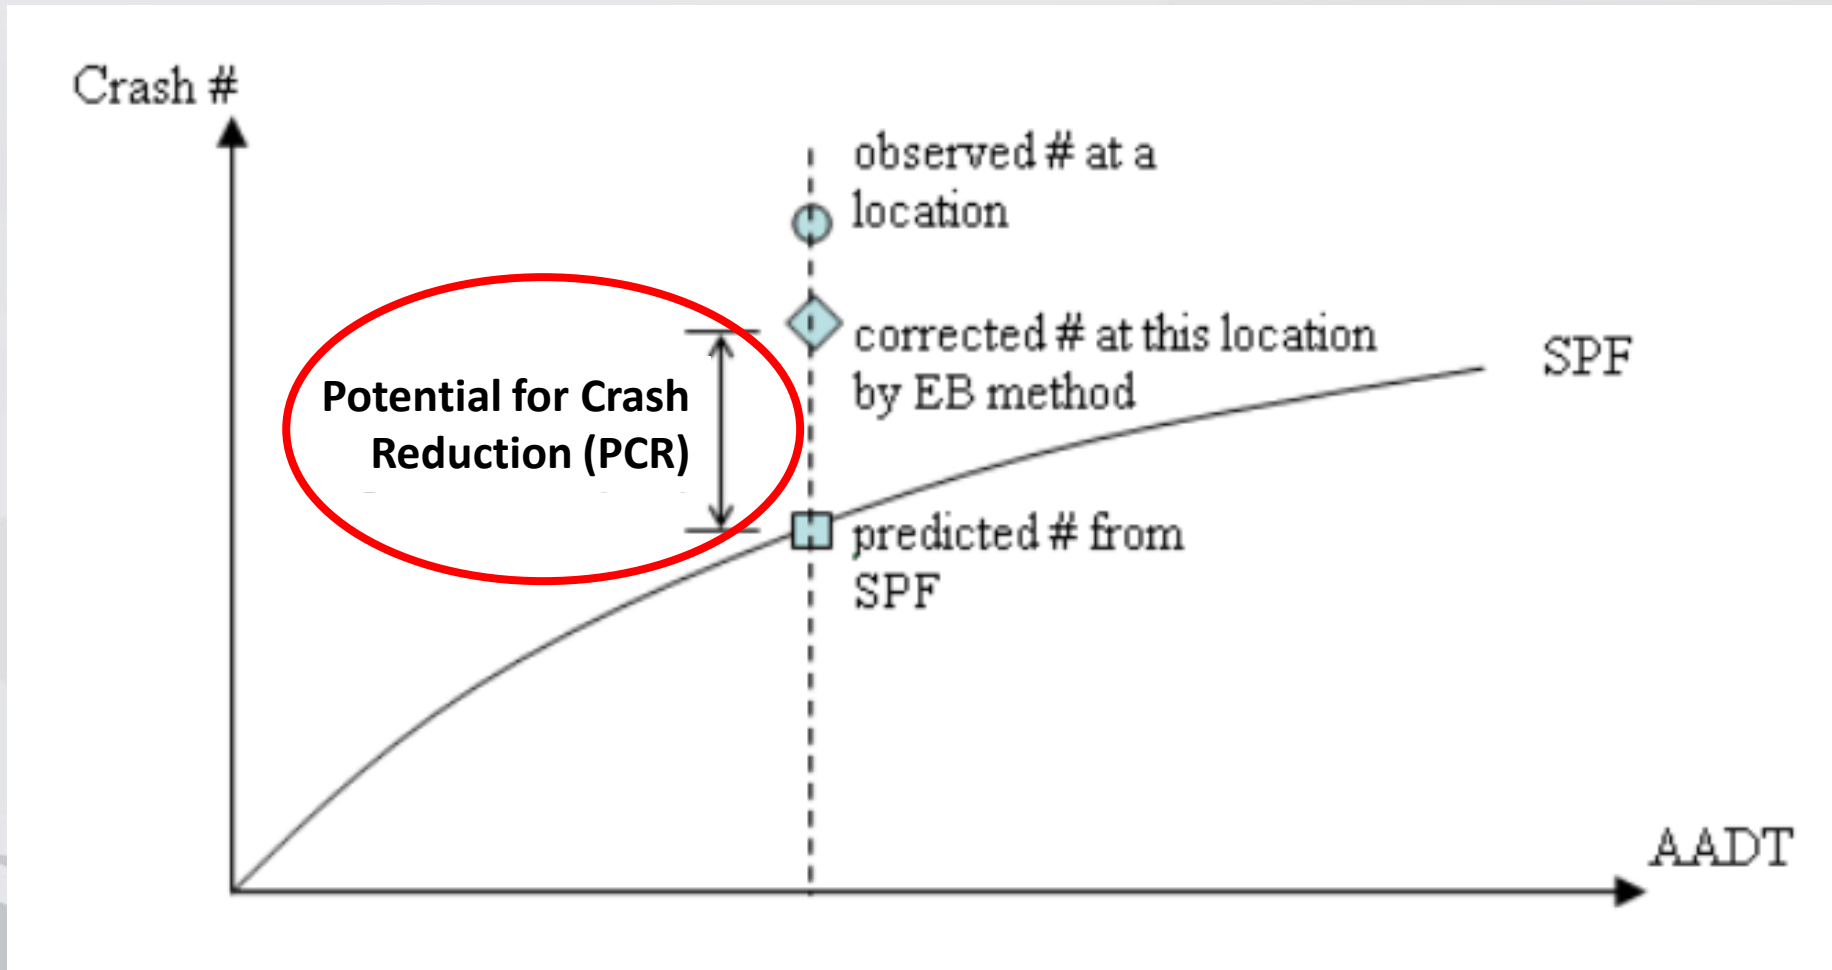 Crash #
observed # at a
location
corrected # at this location
by EB method
SPF
Potential for Crash
Reduction (PCR)
predicted # from
SPF
AADT